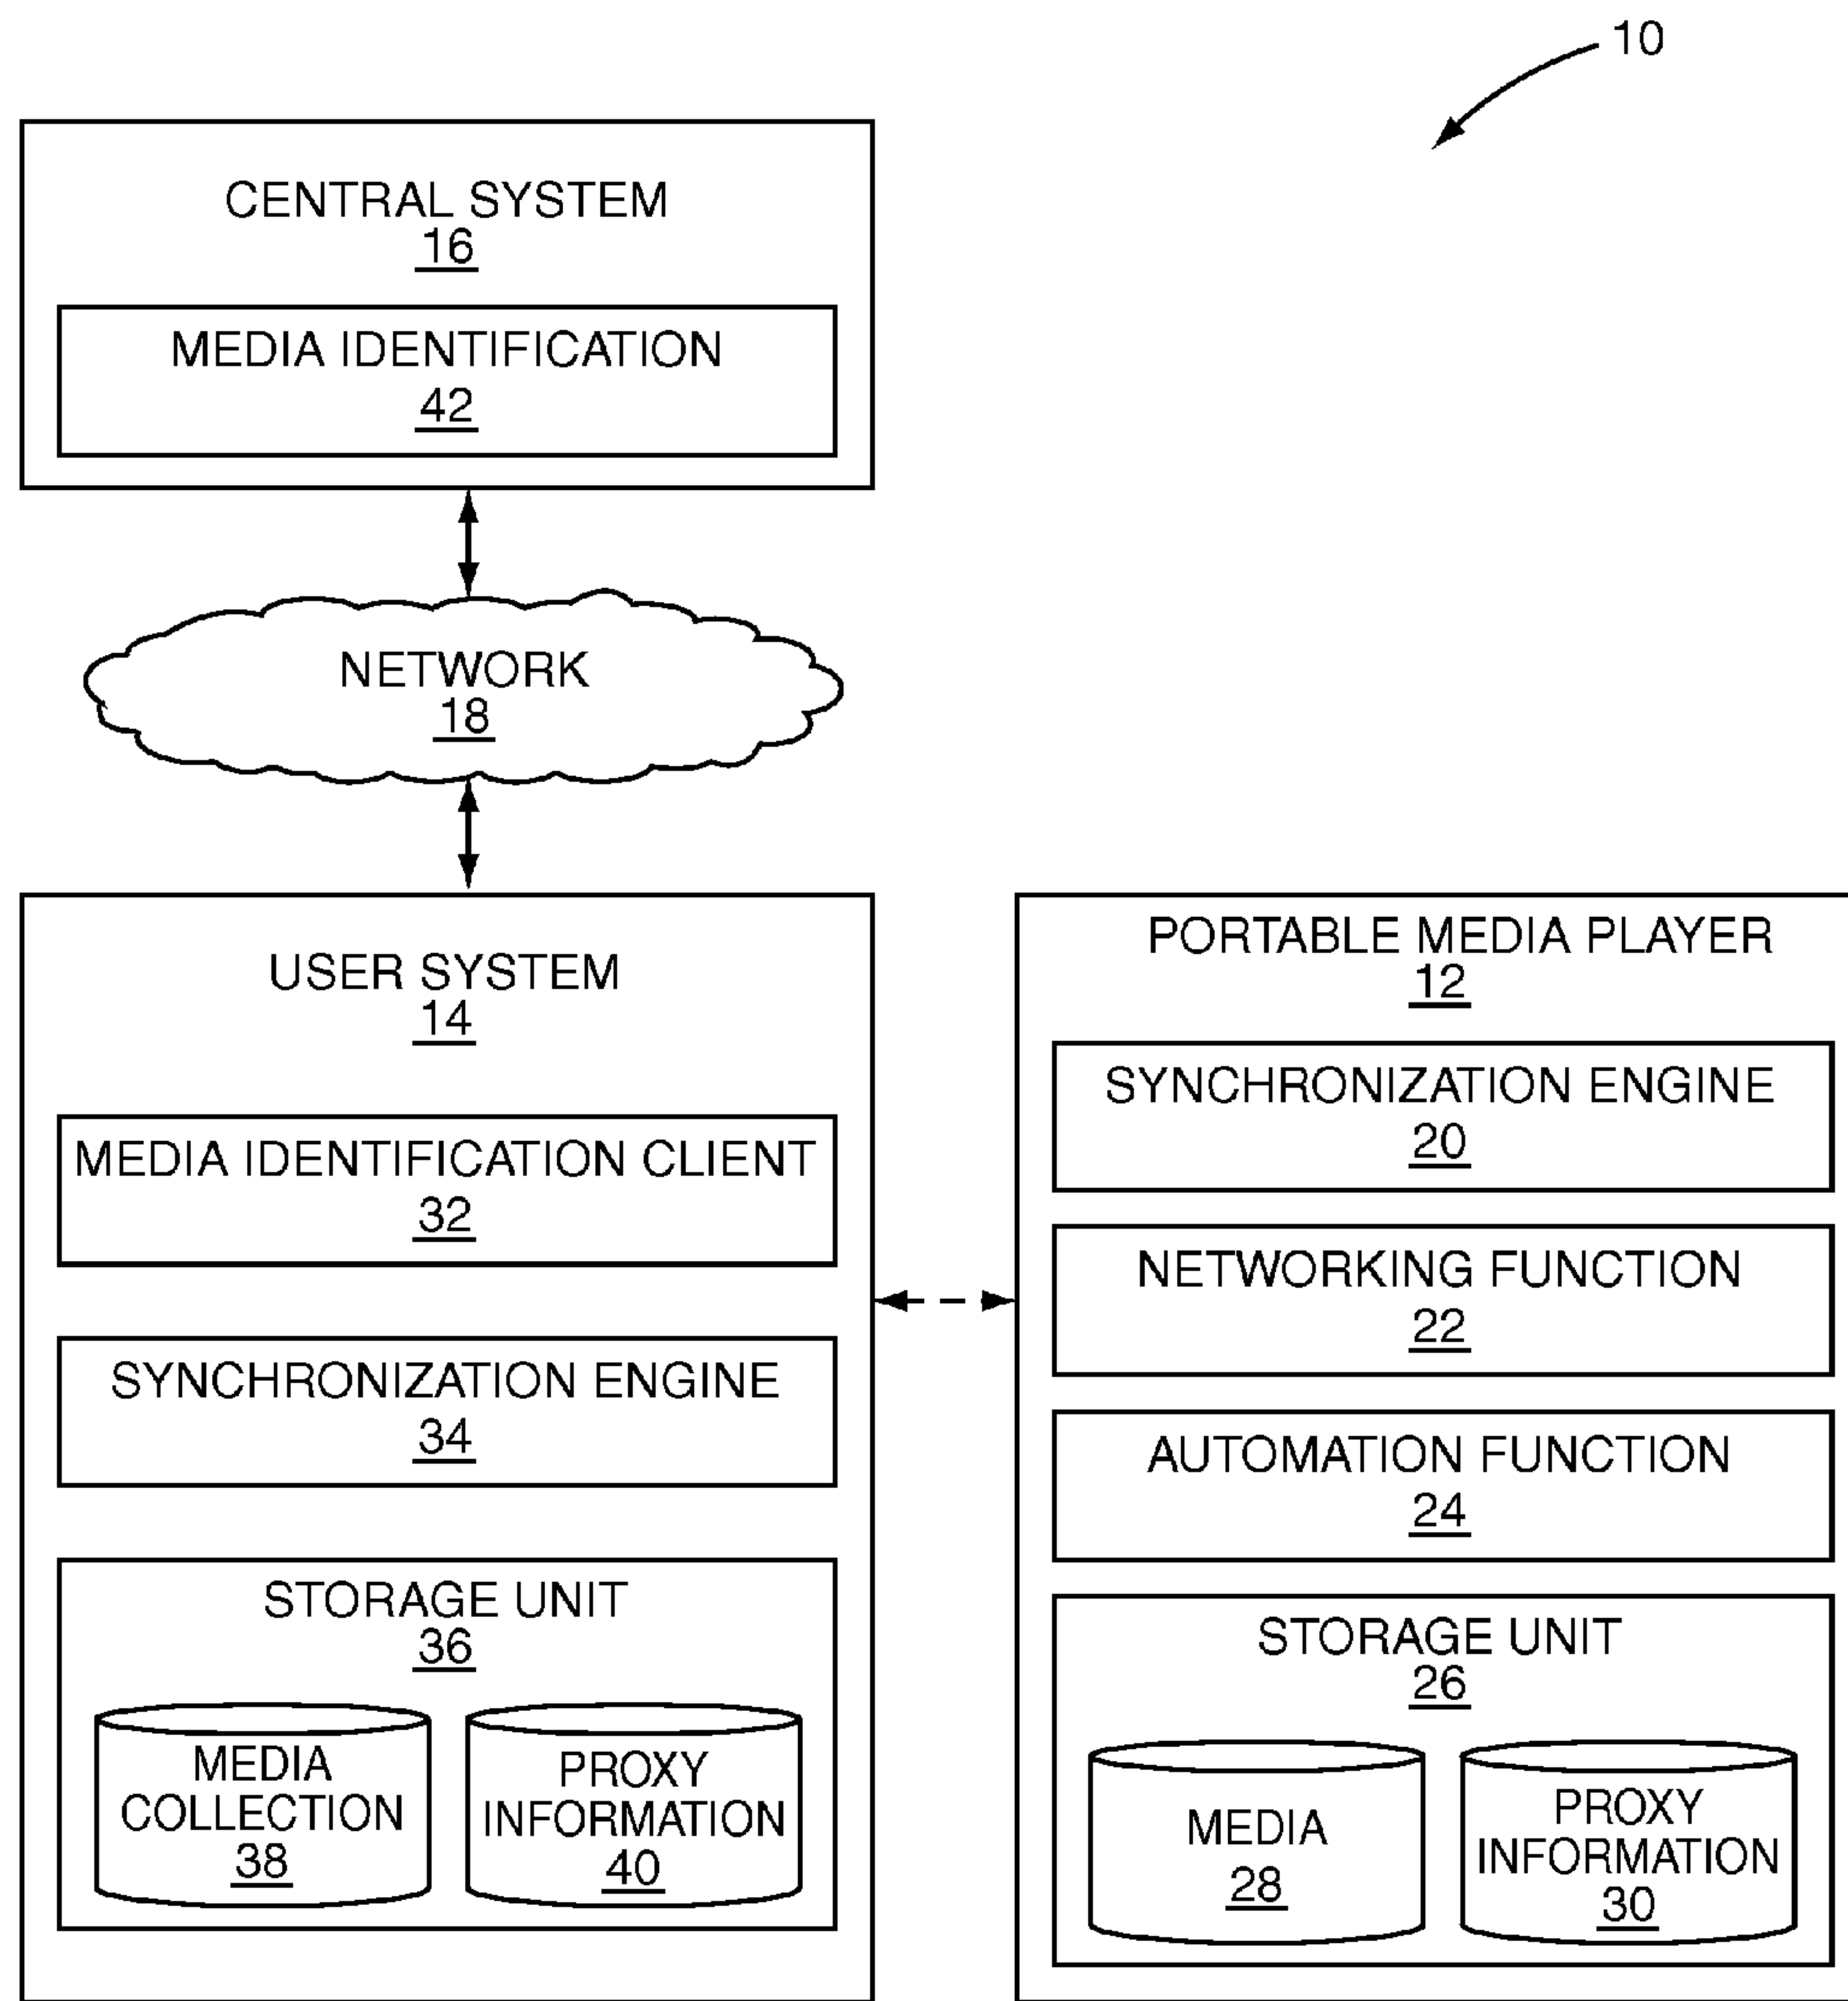 10
CENTRAL SYSTEM
16
MEDIA IDENTIFICATION
42
NETWORK
18
USER SYSTEM
14
MEDIA IDENTIFICATION CLIENT
32
SYNCHRONIZATION ENGINE
34
STORAGE UNIT
36
MEDIA
COLLECTION
38
PROXY
INFORMATION
40
PORTABLE MEDIA PLAYER
12
SYNCHRONIZATION ENGINE
20
NETWORKING FUNCTION
22
AUTOMATION FUNCTION
24
STORAGE UNIT
26
MEDIA
28
PROXY
INFORMATION
30